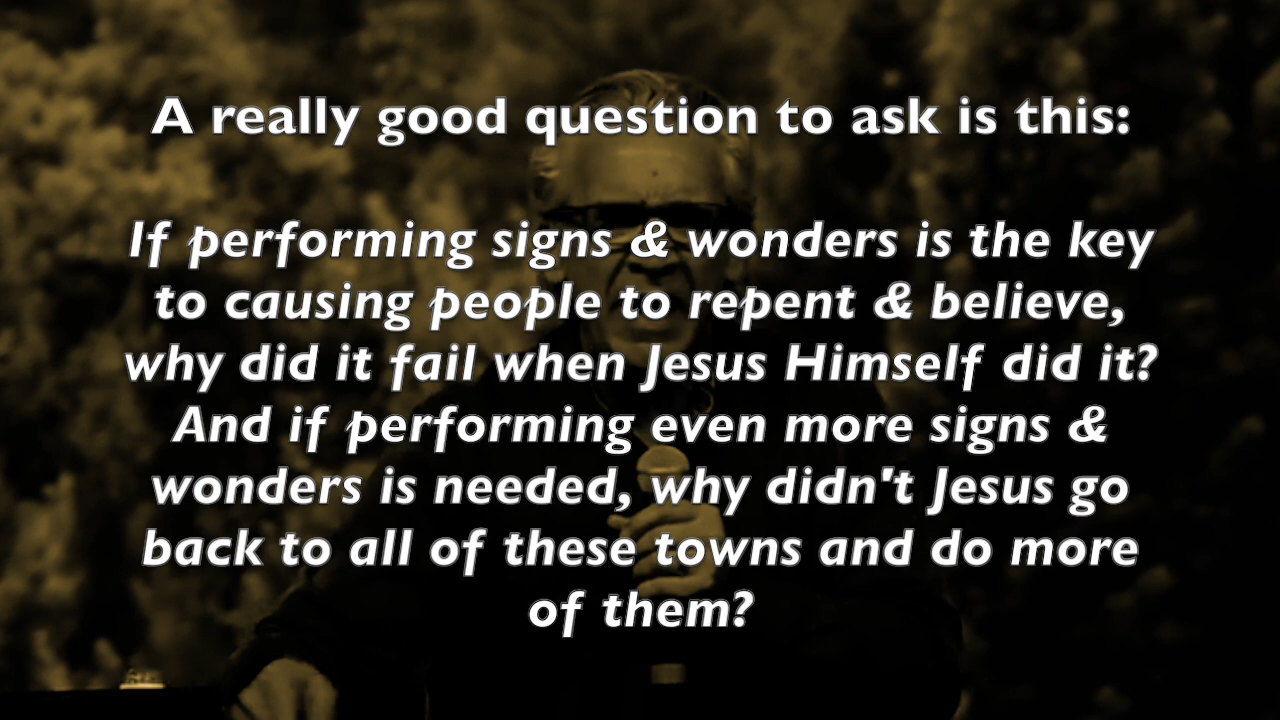 A really good question to ask is this:
If performing signs & wonders is the key
to causing people to repent & believe,
why did it fail when Jesus Himself did it?
And if performing even more signs &
wonders is needed, why didn't Jesus go
back to all of these towns and do more
of them?